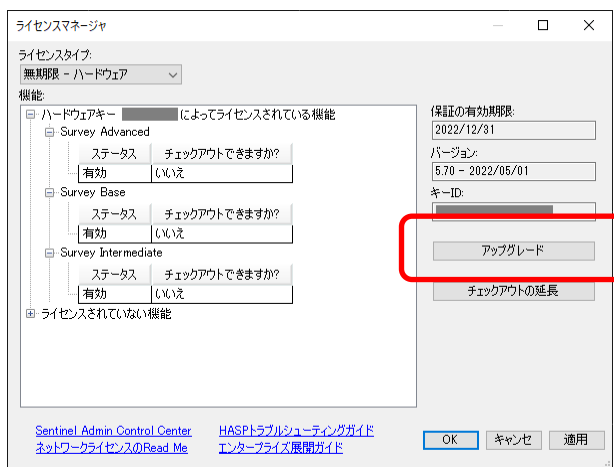 ライセンスマネージャ
ライセンスタイプ:
無期限 - ハードウェア
機能:
ハードウェアキー によってライセンスされている機能
Survey Advanced
ステータス チェックアウトできますか?
有効 いいえ
Survey Base
ステータス チェックアウトできますか?
有効 いいえ
Survey Intermediate
ステータス チェックアウトできますか?
有効 いいえ
ライセンスされていない機能
保証の有効期限:
2022/12/31
バージョン:
5.70 - 2022/05/01
キーID:
アップグレード
チェックアウトの延長
Sentinel Admin Control Center HASPトラブルシューティングガイド
ネットワークライセンスのRead Me エンタープライズ展開ガイド
OK キャンセ 適用